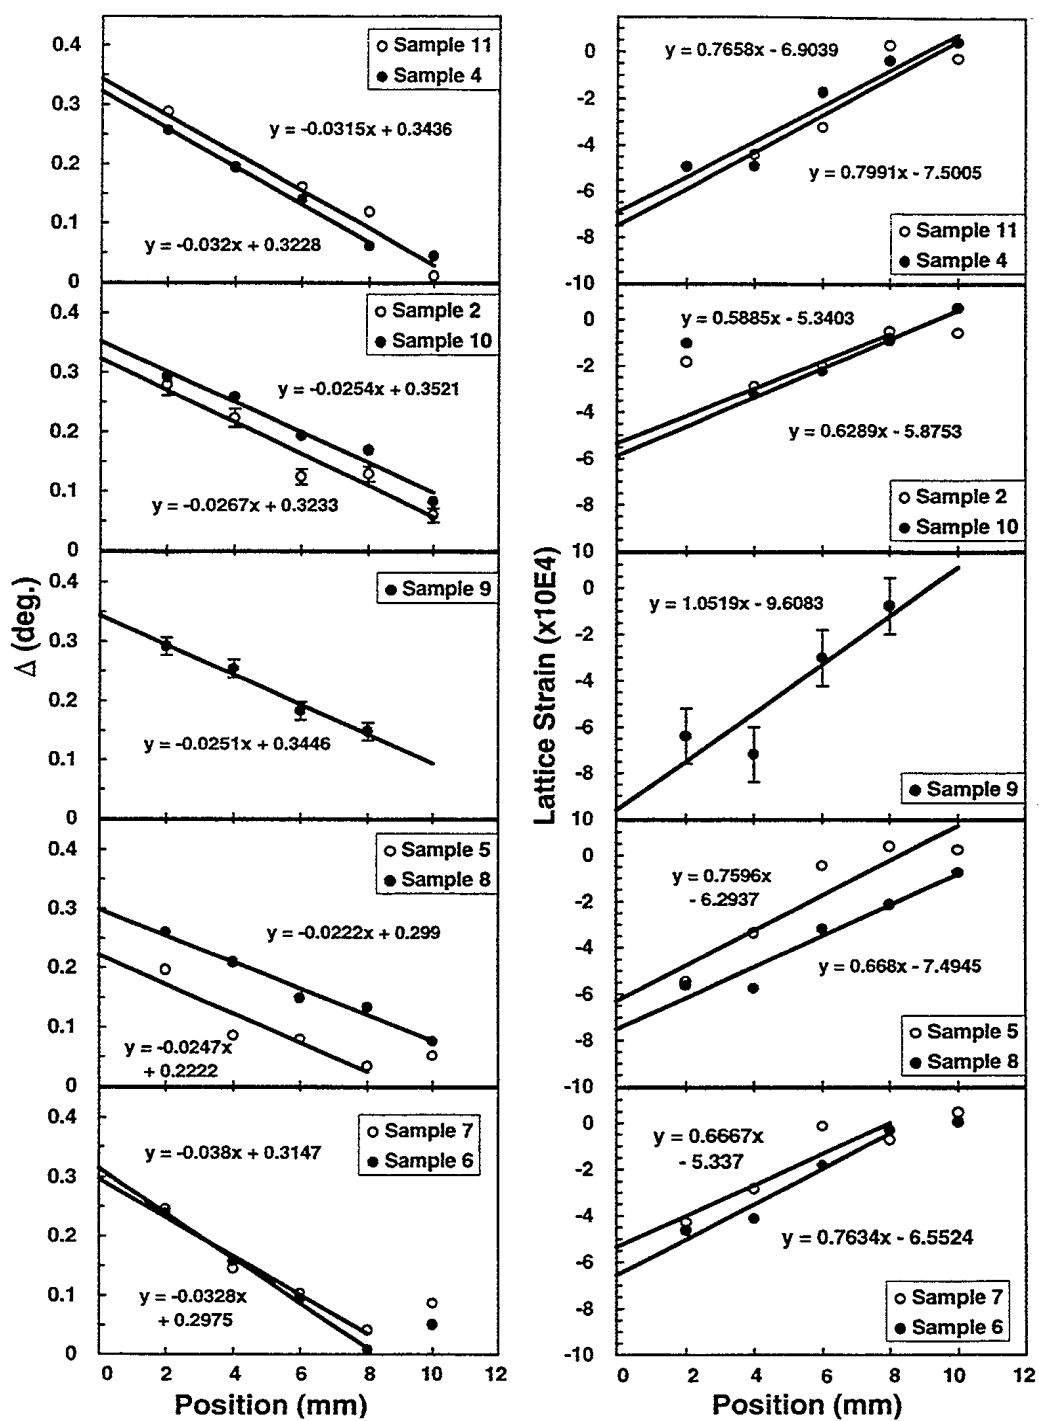 0.4
0.3
0.2
0.1
0
Sample 11
Sample 4
y = -0.0315x + 0.3436
y = -0.032x + 0.3228
0.4
0.3
0.2
0.1
0
Sample 2
Sample 10
y = -0.0254x + 0.3521
y = -0.0267x + 0.3233
0.4
0.3
0.2
0.1
0
Sample 9
y = -0.0251x + 0.3446
0.4
0.3
0.2
0.1
0
Sample 5
Sample 8
y = -0.0222x + 0.299
y = -0.0247x
+ 0.2222
0.4
0.3
0.2
0.1
0
Sample 7
Sample 6
y = -0.038x + 0.3147
y = -0.0328x
+ 0.2975
0 2 4 6 8 10 12
Position (mm)
Δ (deg.)
0
-2
-4
-6
-8
-10
y = 0.7658x - 6.9039
y = 0.7991x - 7.5005
Sample 11
Sample 4
0
-2
-4
-6
-8
10
y = 0.5885x - 5.3403
y = 0.6289x - 5.8753
Sample 2
Sample 10
0
-2
-4
-6
-8
10
y = 1.0519x - 9.6083
Sample 9
0
-2
-4
-6
-8
-10
y = 0.7596x
- 6.2937
y = 0.668x - 7.4945
Sample 5
Sample 8
0
-2
-4
-6
-8
-10
y = 0.6667x
- 5.337
y = 0.7634x - 6.5524
Sample 7
Sample 6
0 2 4 6 8 10 12
Position (mm)
Lattice Strain (x10E4)